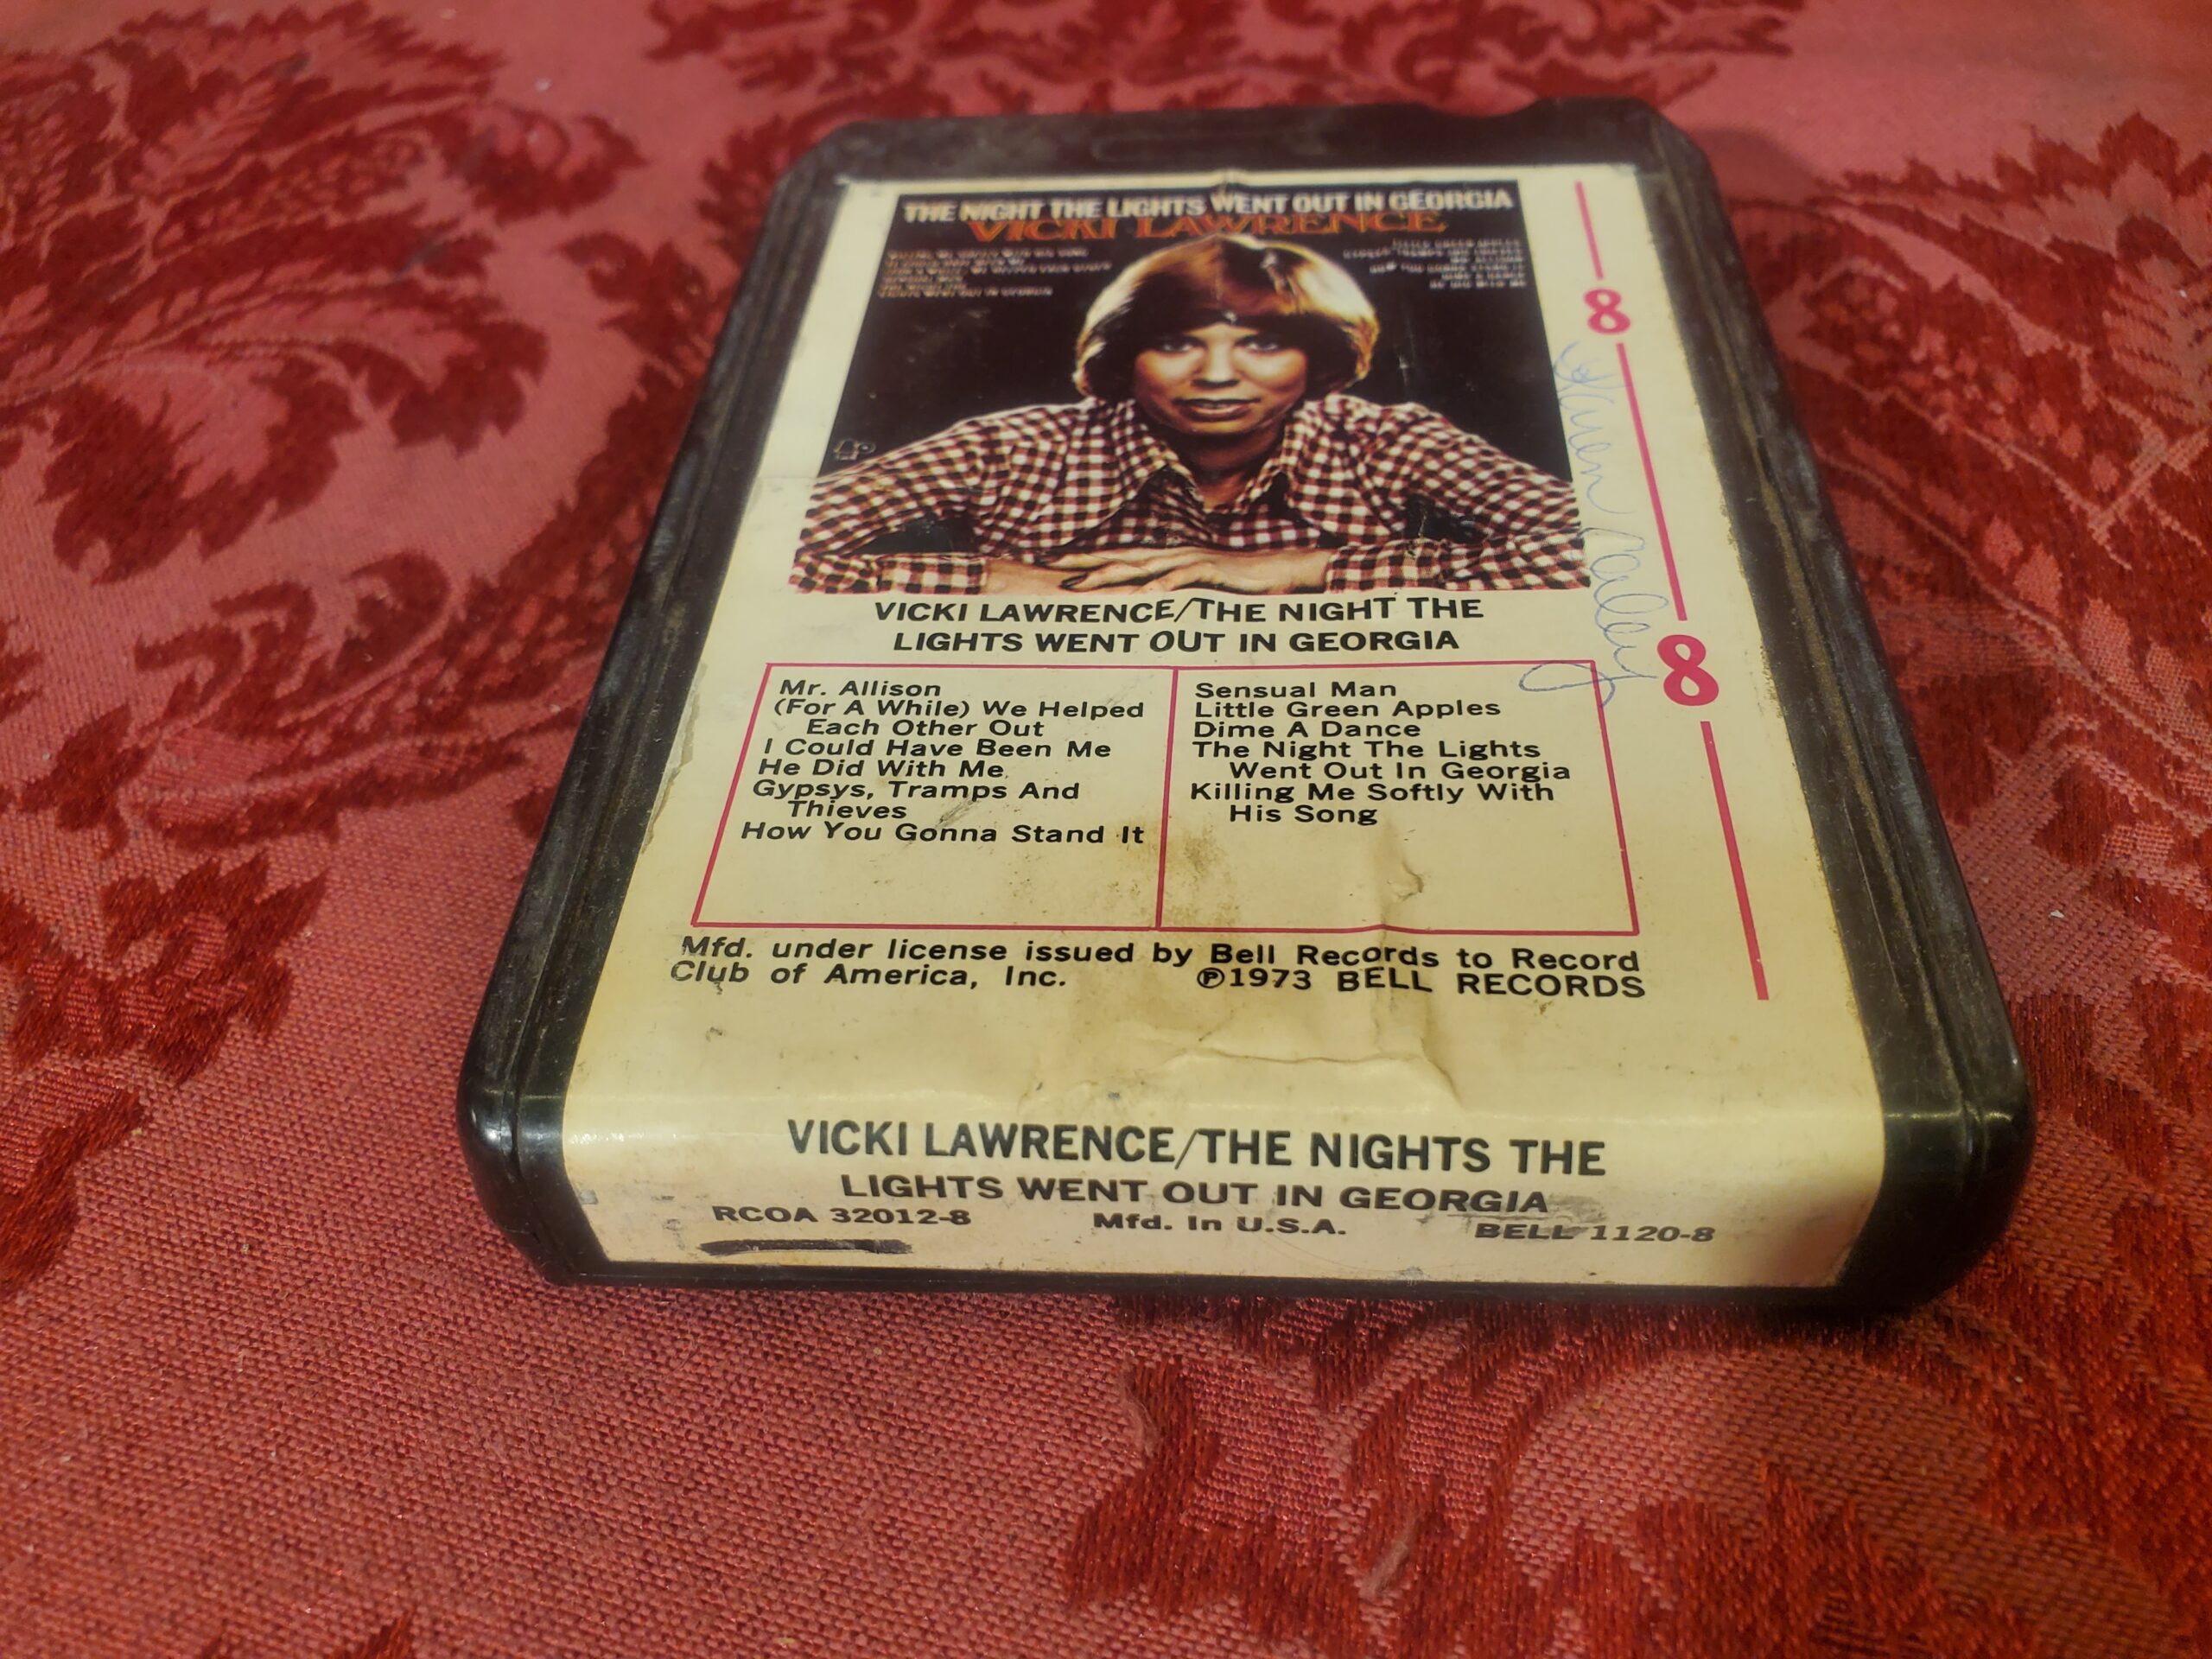 THE NIGHT THE LIGHTS WENT OUT IN GEORGIA
VICKI LAWRENCE
8
8
VICKI LAWRENCE/THE NIGHT THE
LIGHTS WENT OUT IN GEORGIA
Mr. Allison
(For A While) We Helped
Each Other Out
I Could Have Been Me
He Did With Me
Gypsys, Tramps And
Thieves
How You Gonna Stand It
Sensual Man
Little Green Apples
Dime A Dance
The Night The Lights
Went Out In Georgia
Killing Me Softly With
His Song
Mfd. under license issued by Bell Records to Record
Club of America, Inc. ℗1973 BELL RECORDS
VICKI LAWRENCE/THE NIGHTS THE
LIGHTS WENT OUT IN GEORGIA
RCOA 32012-8 Mfd. In U.S.A. BELL 1120-8